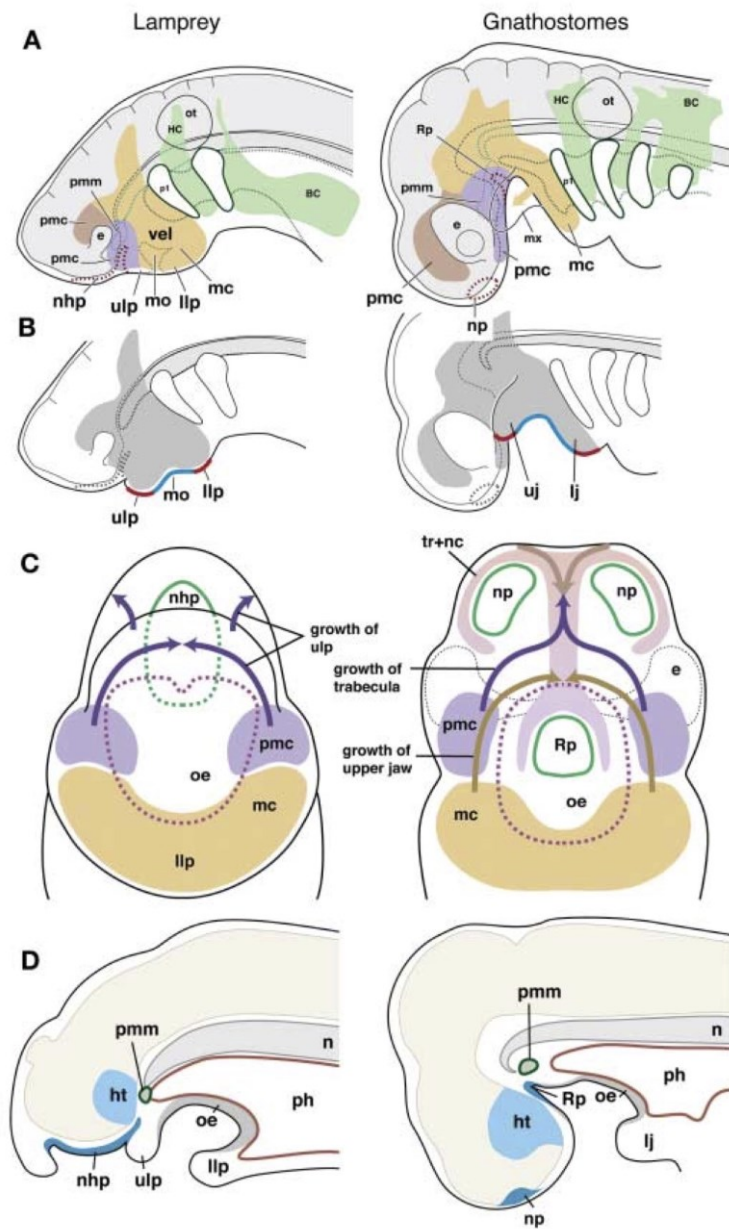 Lamprey
Gnathostomes
A
ot
HC
pmm
p1
BC
pmc
e
vel
pmc
nhp
ulp
mo
llp
mc
HC
ot
BC
Rp
pmm
p1
e
mx
mc
pmc
pmc
np
B
ulp
mo
llp
uj
lj
C
nhp
growth of
ulp
pmc
oe
mc
llp
tr+nc
np
np
growth of
trabecula
e
pmc
Rp
growth of
upper jaw
oe
mc
D
pmm
n
ht
ph
oe
nhp
ulp
llp
pmm
n
ph
Rp
oe
ht
lj
np